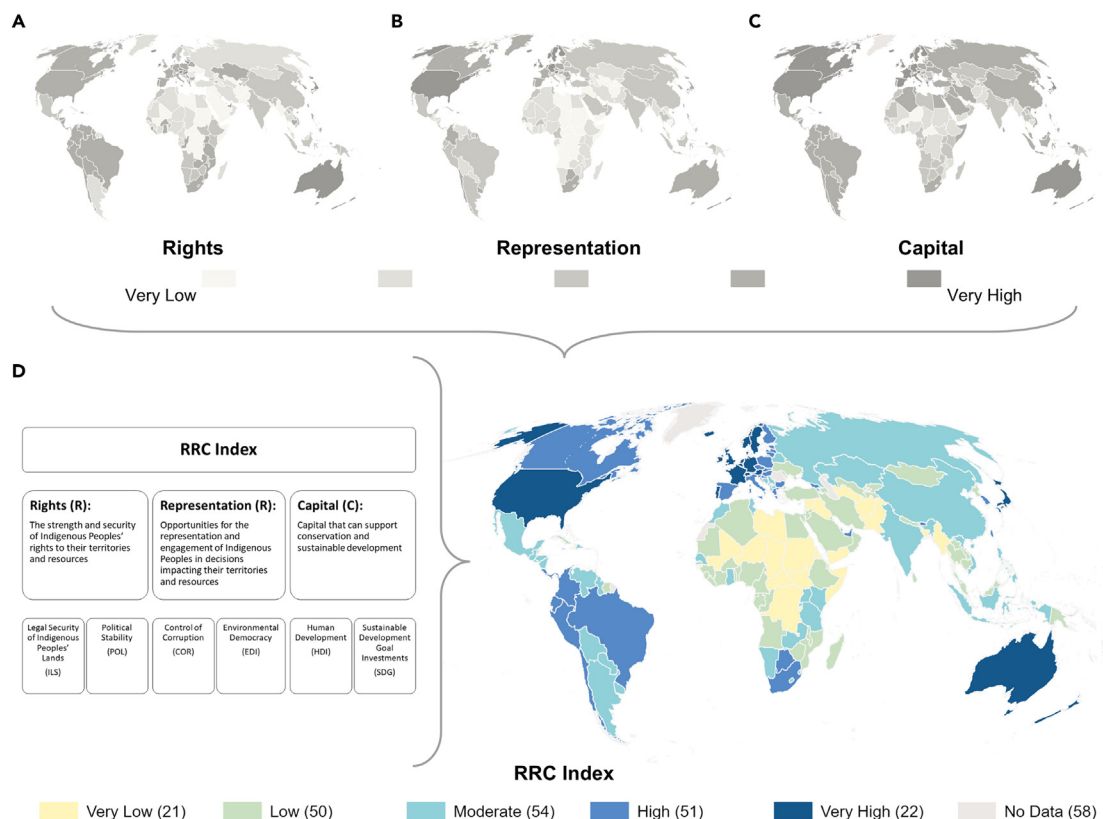 A
B
C
Rights
Representation
Capital
Very Low
Very High
D
RRC Index
Rights (R):
The strength and security
of Indigenous Peoples'
rights to their territories
and resources
Representation (R):
Opportunities for the
representation and
engagement of Indigenous
Peoples in decisions
impacting their territories
and resources
Capital (C):
Capital that can support
conservation and
sustainable development
Legal Security
of Indigenous
Peoples'
Lands
(ILS)
Political
Stability
(POL)
Control of
Corruption
(COR)
Environmental
Democracy
(EDI)
Human
Development
(HDI)
Sustainable
Development
Goal
Investments
(SDG)
RRC Index
Very Low (21)
Low (50)
Moderate (54)
High (51)
Very High (22)
No Data (58)